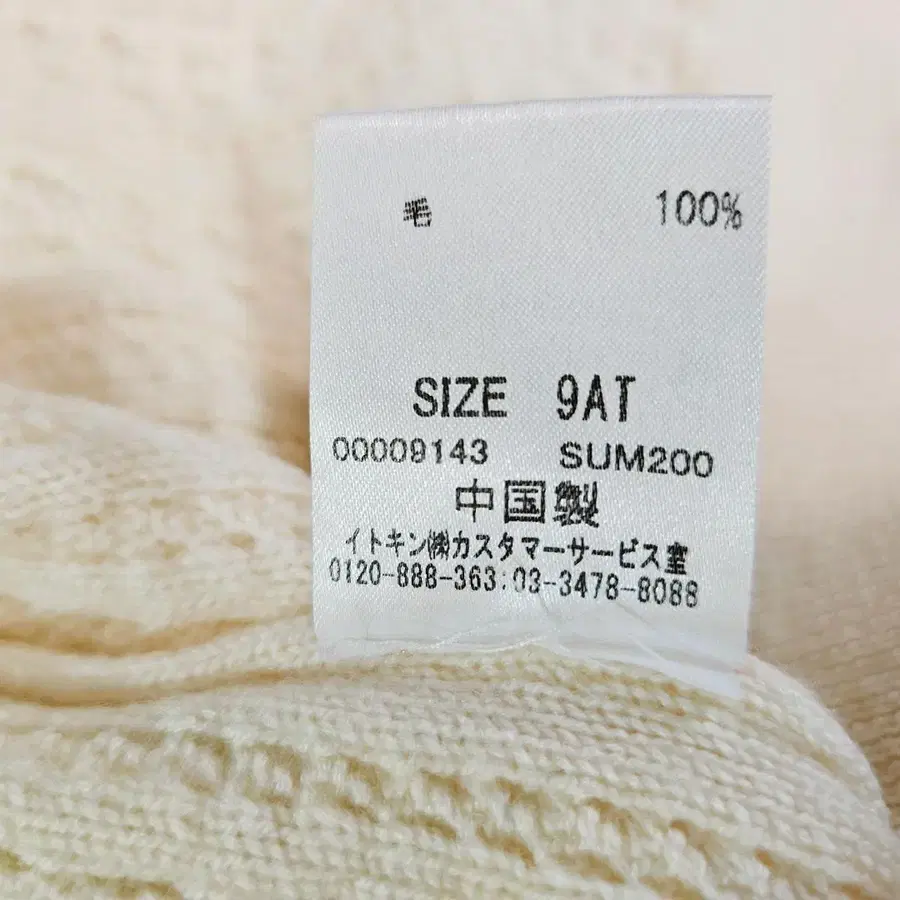 毛 100%
SIZE 9AT
00009143 SUM200
中国製
イトキン㈱カスタマーサービス室
0120-888-363:03-3478-8088